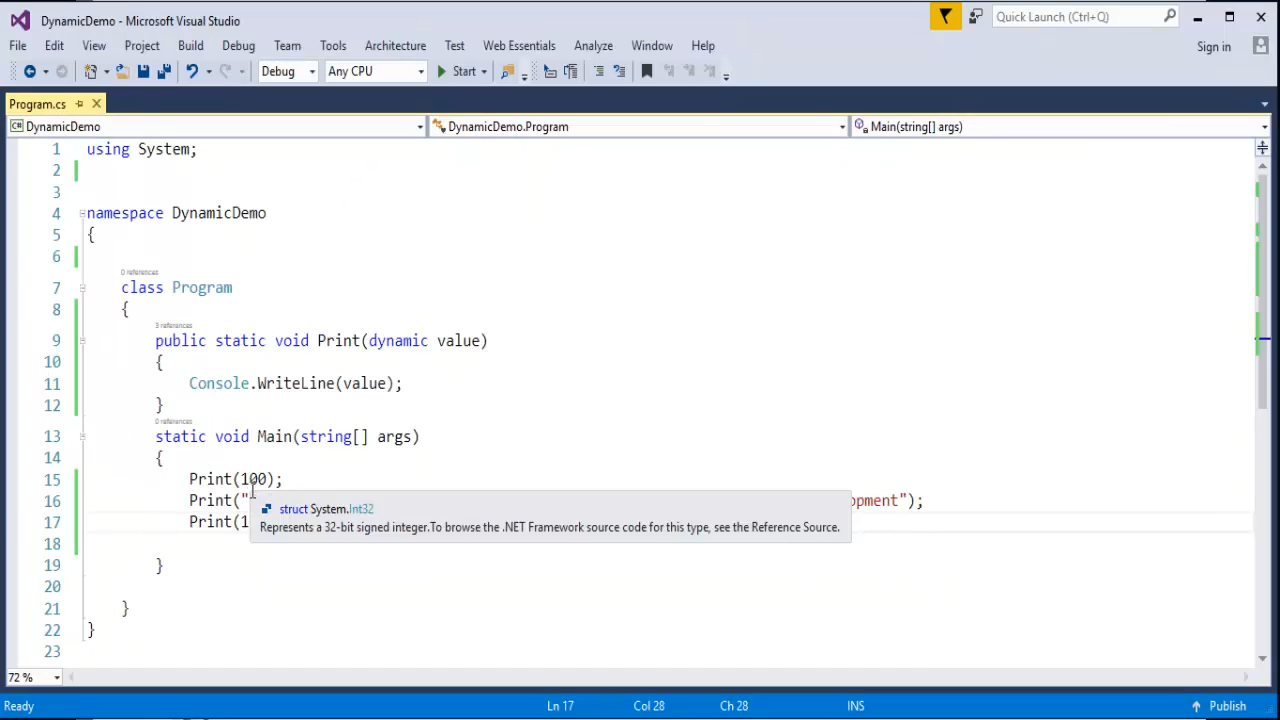 DynamicDemo - Microsoft Visual Studio
Quick Launch (Ctrl+Q)
File Edit View Project Build Debug Team Tools Architecture Test Web Essentials Analyze Window Help
Sign in
Debug Any CPU Start
Program.cs
C# DynamicDemo DynamicDemo.Program Main(string[] args)
1 using System;
2
3
4 namespace DynamicDemo
5 {
6
0 references
7 class Program
8 {
3 references
9 public static void Print(dynamic value)
10 {
11 Console.WriteLine(value);
12 }
0 references
13 static void Main(string[] args)
14 {
15 Print(100);
16 Print(" opment");
struct System.Int32
17 Print(1
Represents a 32-bit signed integer.To browse the .NET Framework source code for this type, see the Reference Source.
18
19 }
20
21 }
22 }
23
72 %
Ready Ln 17 Col 28 Ch 28 INS Publish